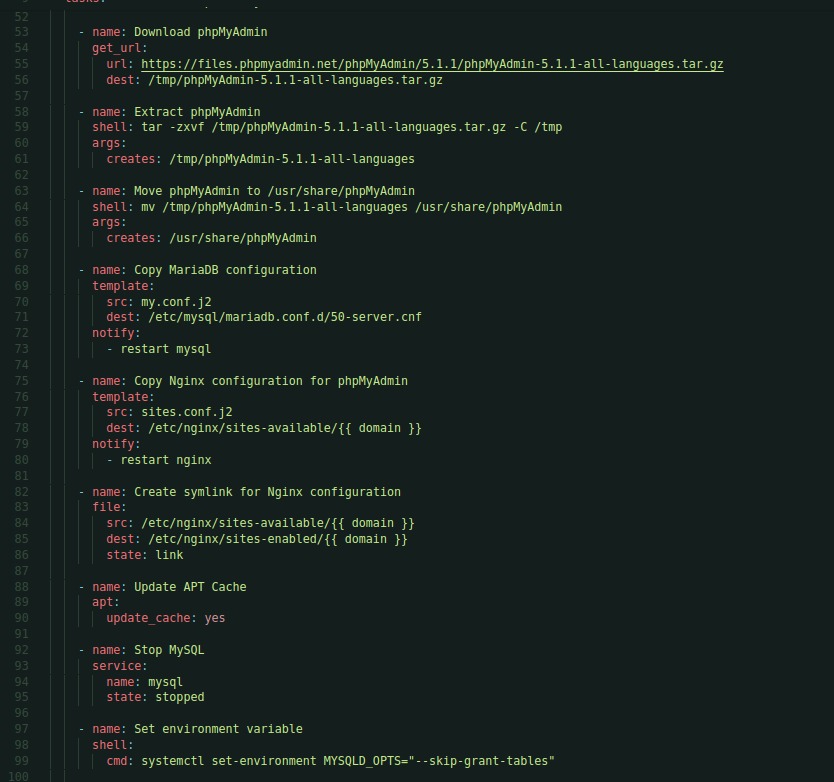 tasks:
52
53 - name: Download phpMyAdmin
54 get_url:
55 url: https://files.phpmyadmin.net/phpMyAdmin/5.1.1/phpMyAdmin-5.1.1-all-languages.tar.gz
56 dest: /tmp/phpMyAdmin-5.1.1-all-languages.tar.gz
57
58 - name: Extract phpMyAdmin
59 shell: tar -zxvf /tmp/phpMyAdmin-5.1.1-all-languages.tar.gz -C /tmp
60 args:
61 creates: /tmp/phpMyAdmin-5.1.1-all-languages
62
63 - name: Move phpMyAdmin to /usr/share/phpMyAdmin
64 shell: mv /tmp/phpMyAdmin-5.1.1-all-languages /usr/share/phpMyAdmin
65 args:
66 creates: /usr/share/phpMyAdmin
67
68 - name: Copy MariaDB configuration
69 template:
70 src: my.conf.j2
71 dest: /etc/mysql/mariadb.conf.d/50-server.cnf
72 notify:
73 - restart mysql
74
75 - name: Copy Nginx configuration for phpMyAdmin
76 template:
77 src: sites.conf.j2
78 dest: /etc/nginx/sites-available/{{ domain }}
79 notify:
80 - restart nginx
81
82 - name: Create symlink for Nginx configuration
83 file:
84 src: /etc/nginx/sites-available/{{ domain }}
85 dest: /etc/nginx/sites-enabled/{{ domain }}
86 state: link
87
88 - name: Update APT Cache
89 apt:
90 update_cache: yes
91
92 - name: Stop MySQL
93 service:
94 name: mysql
95 state: stopped
96
97 - name: Set environment variable
98 shell:
99 cmd: systemctl set-environment MYSQLD_OPTS="--skip-grant-tables"
100